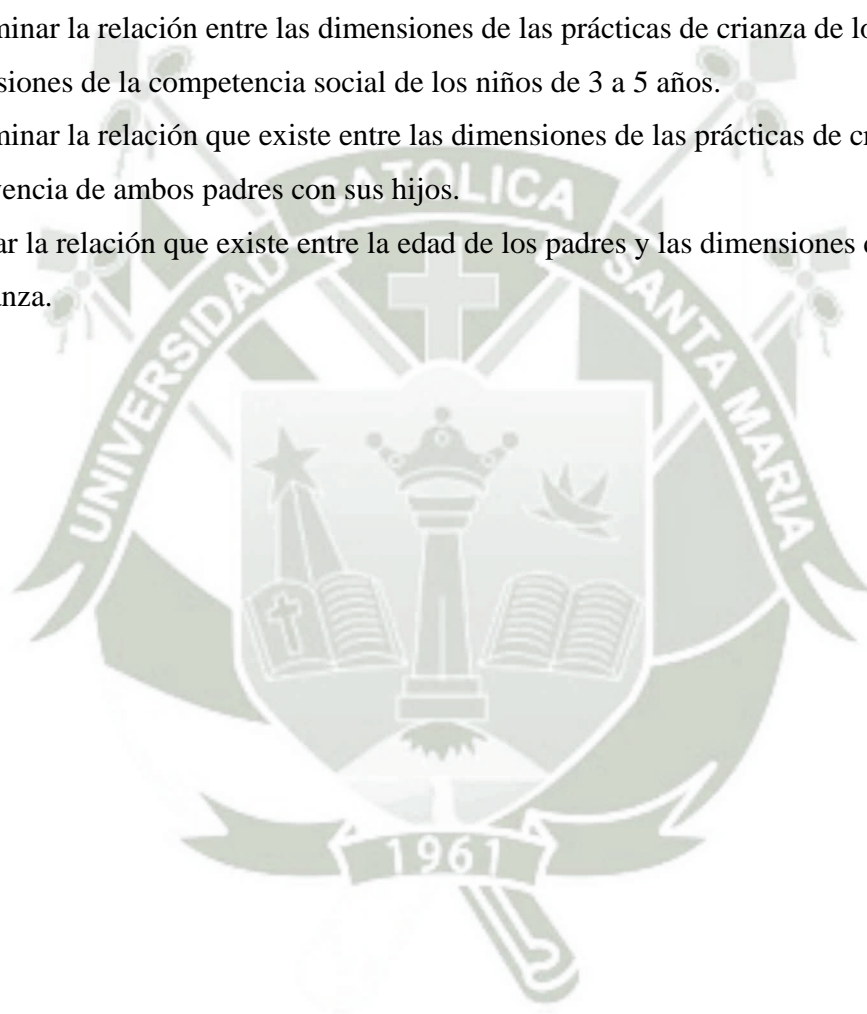 minar la relación entre las dimensiones de las prácticas de crianza de lo
siones de la competencia social de los niños de 3 a 5 años.
minar la relación que existe entre las dimensiones de las prácticas de cr
vencia de ambos padres con sus hijos.
ar la relación que existe entre la edad de los padres y las dimensiones
anza.
UNIVERSIDAD CATOLICA SANTA MARIA
1961